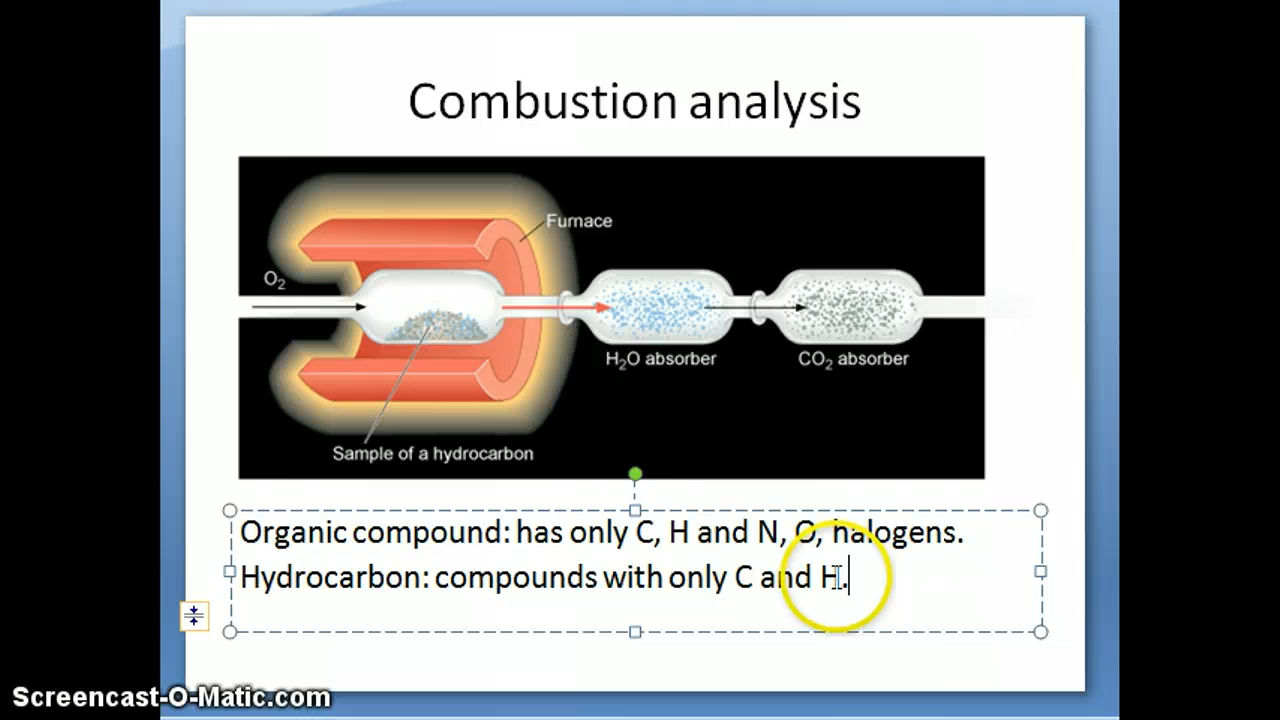 Combustion analysis
Furnace
O₂
H₂O absorber
CO₂ absorber
Sample of a hydrocarbon
Organic compound: has only C, H and N, O, halogens.
Hydrocarbon: compounds with only C and H.
Screencast-O-Matic.com